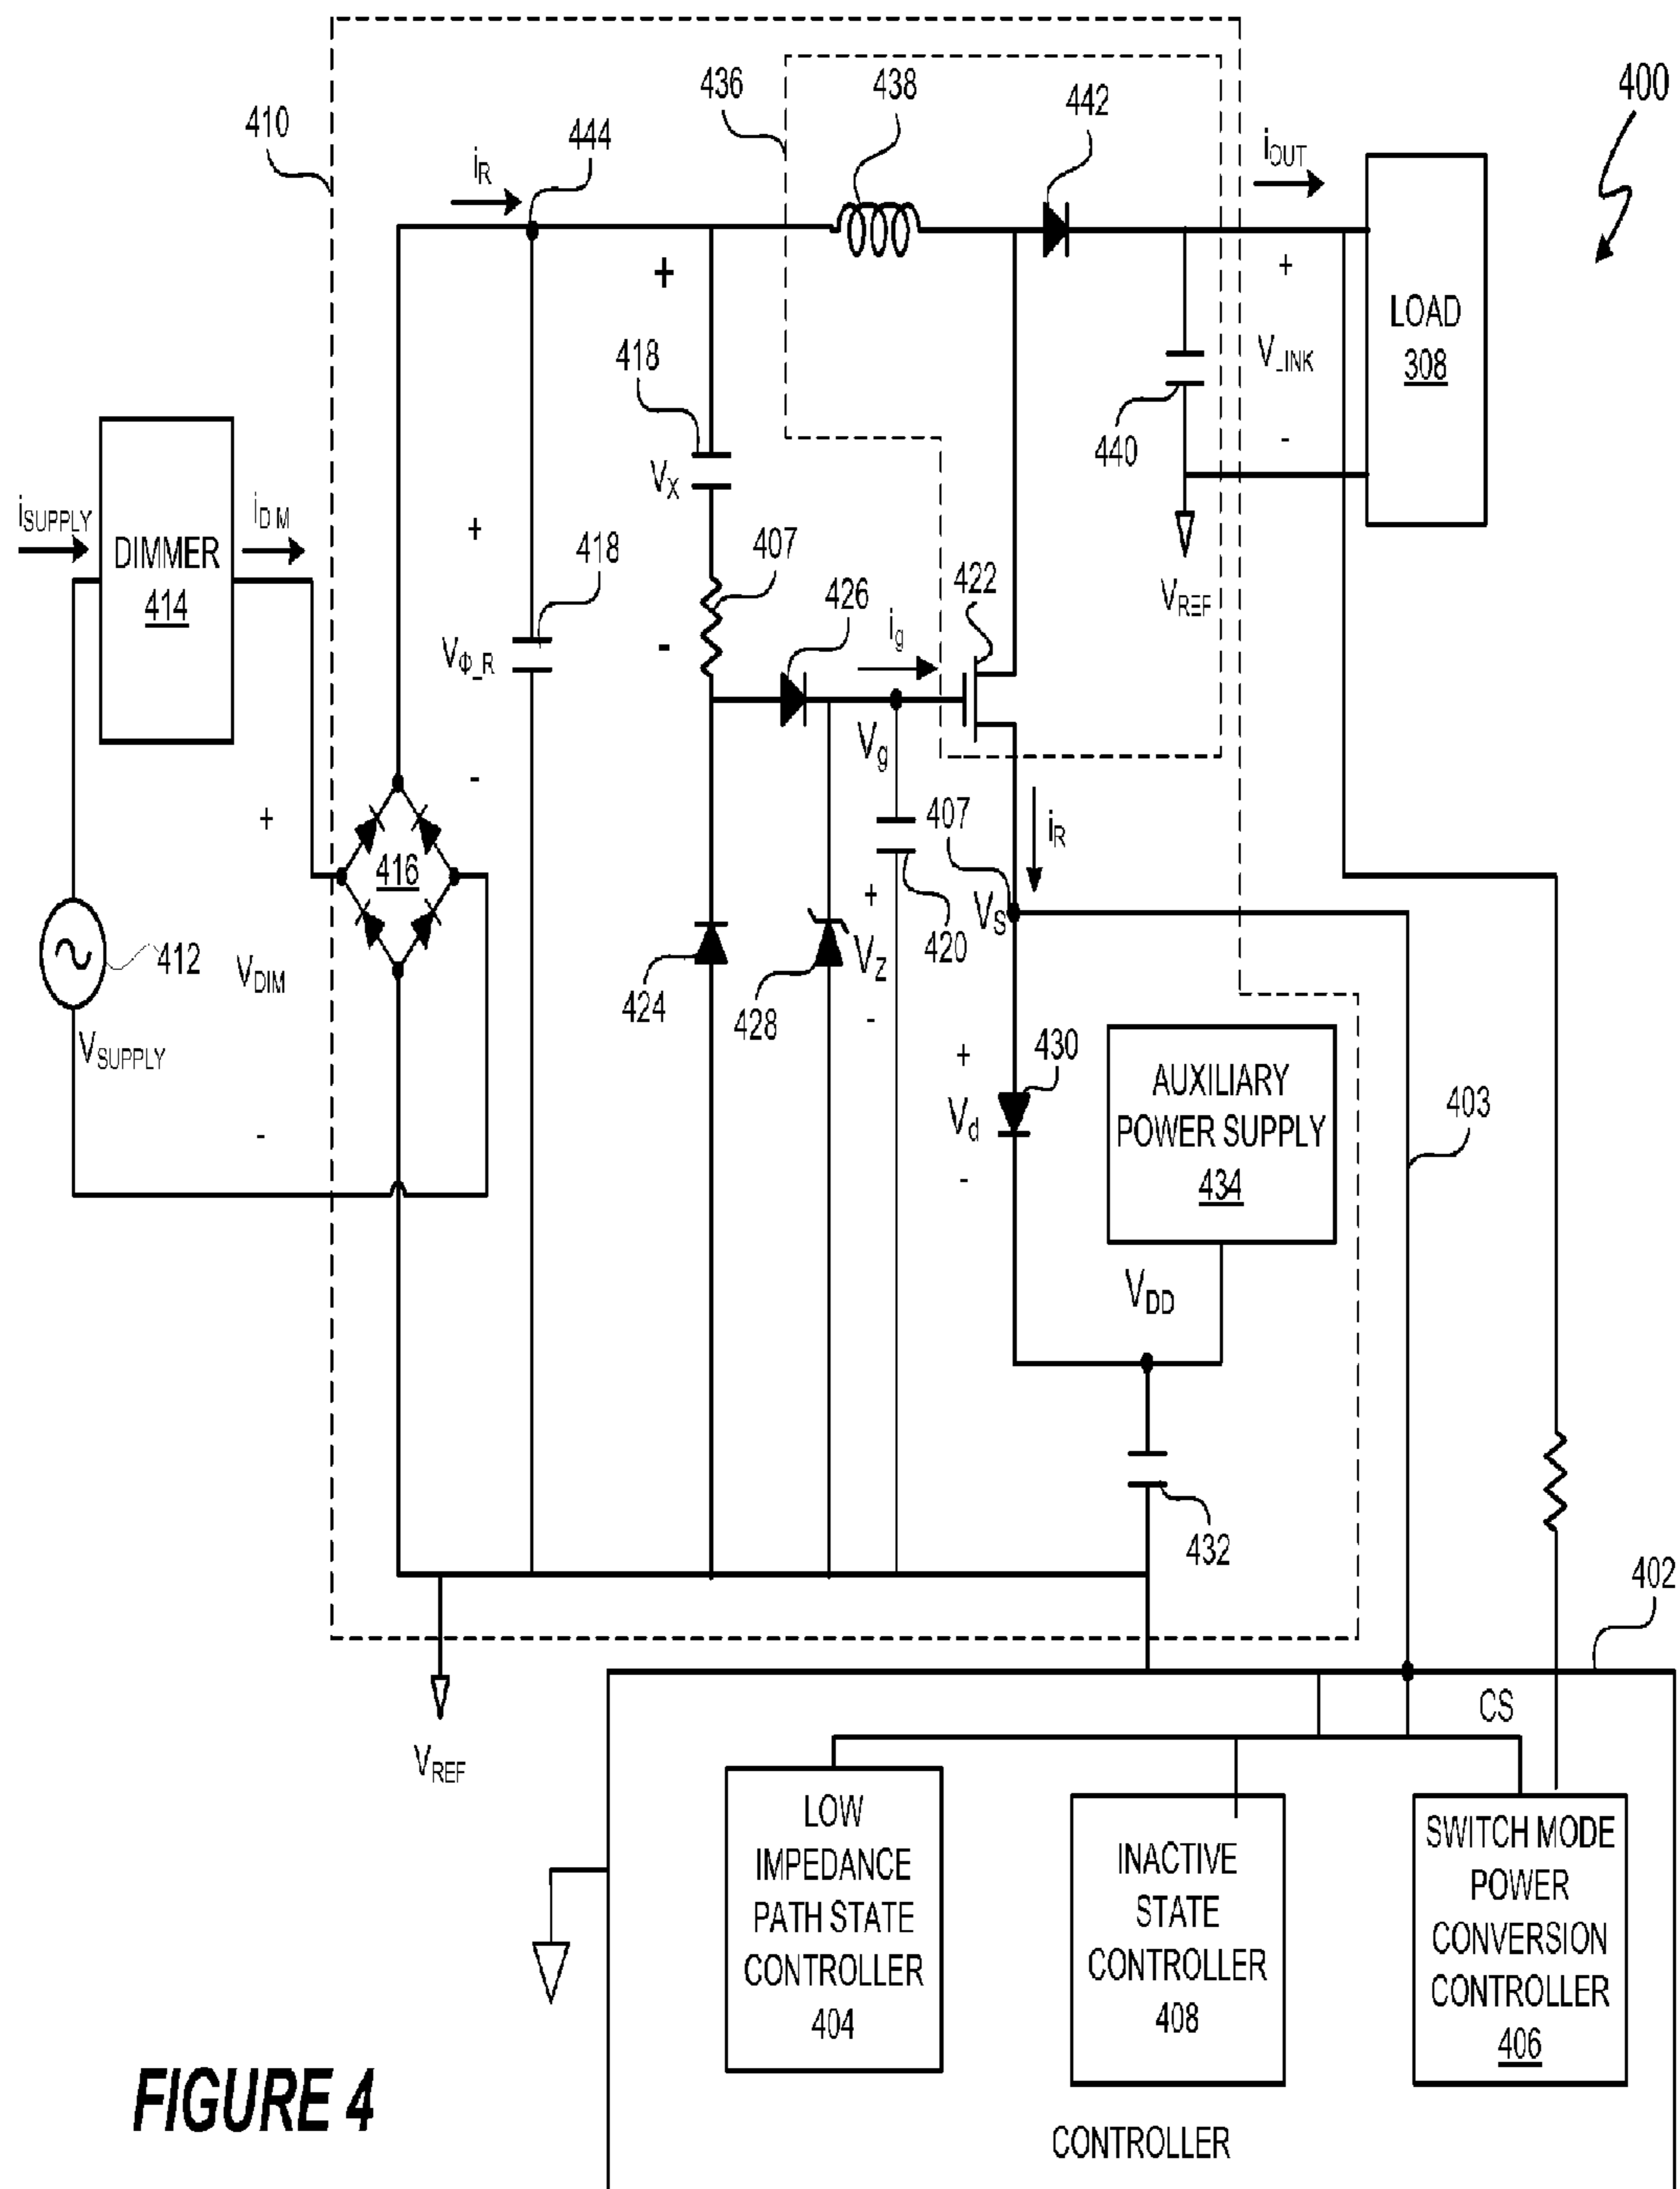 400
410
436
438
442
444
iR
iOUT
+
+
LOAD
308
V_INK
-
440
VREF
418
VX
407
-
426
ig
422
iSUPPLY
iDIM
DIMMER
414
+
VΦ_R
-
418
Vg
407
iR
VS
+
416
412
VDIM
VSUPPLY
-
424
428
+
VZ
-
420
+
Vd
-
430
AUXILIARY
POWER SUPPLY
434
403
VDD
432
402
CS
VREF
LOW
IMPEDANCE
PATH STATE
CONTROLLER
404
INACTIVE
STATE
CONTROLLER
408
SWITCH MODE
POWER
CONVERSION
CONTROLLER
406
CONTROLLER
FIGURE 4